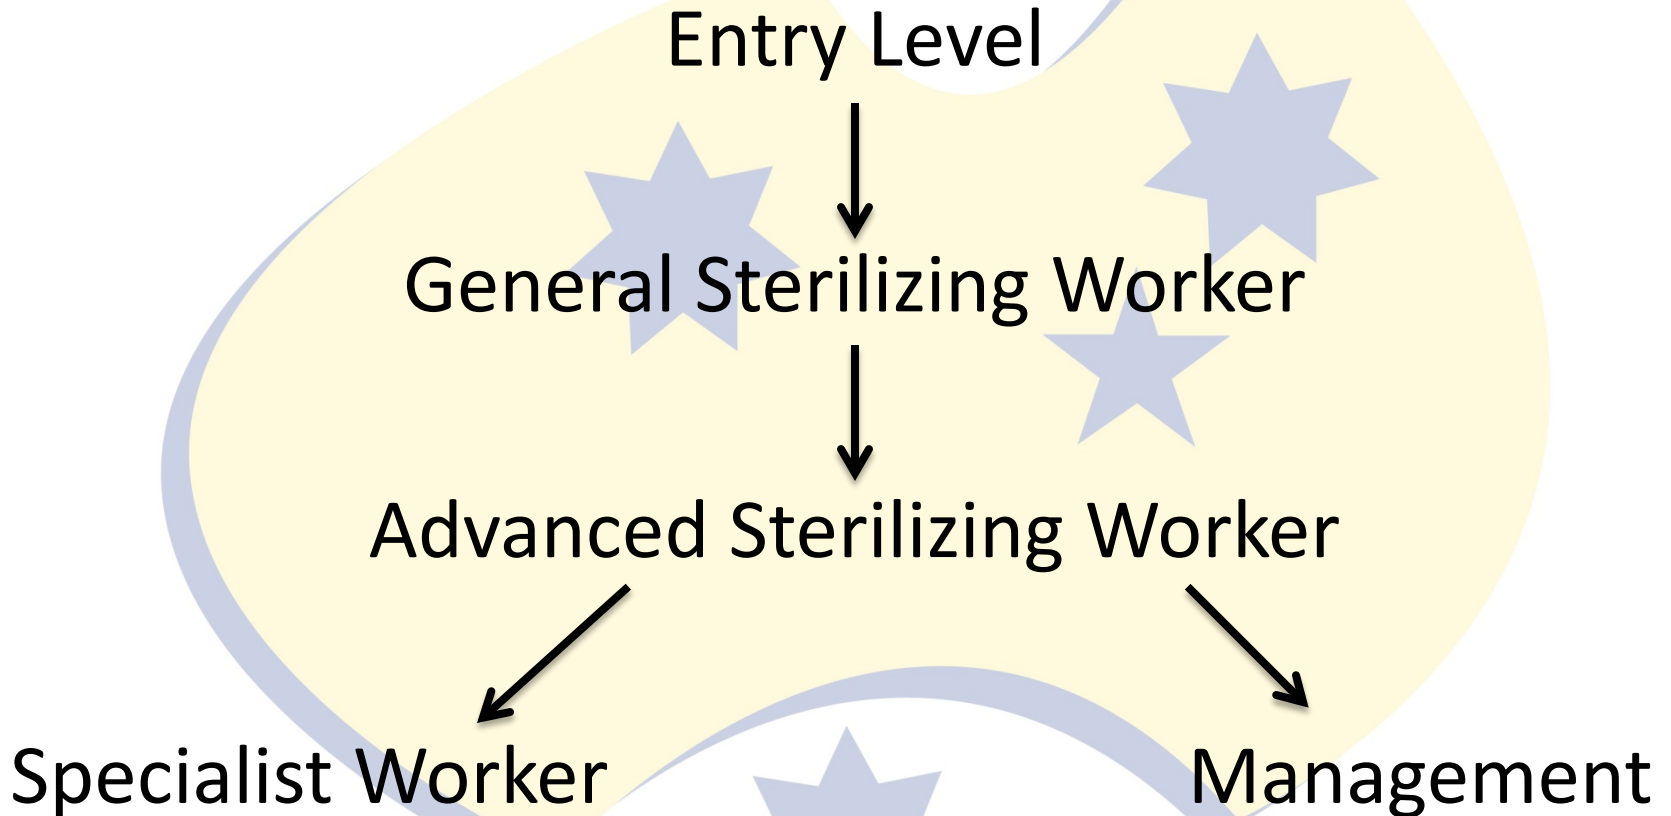 Entry Level
General Sterilizing Worker
Advanced Sterilizing Worker
Specialist Worker
Management